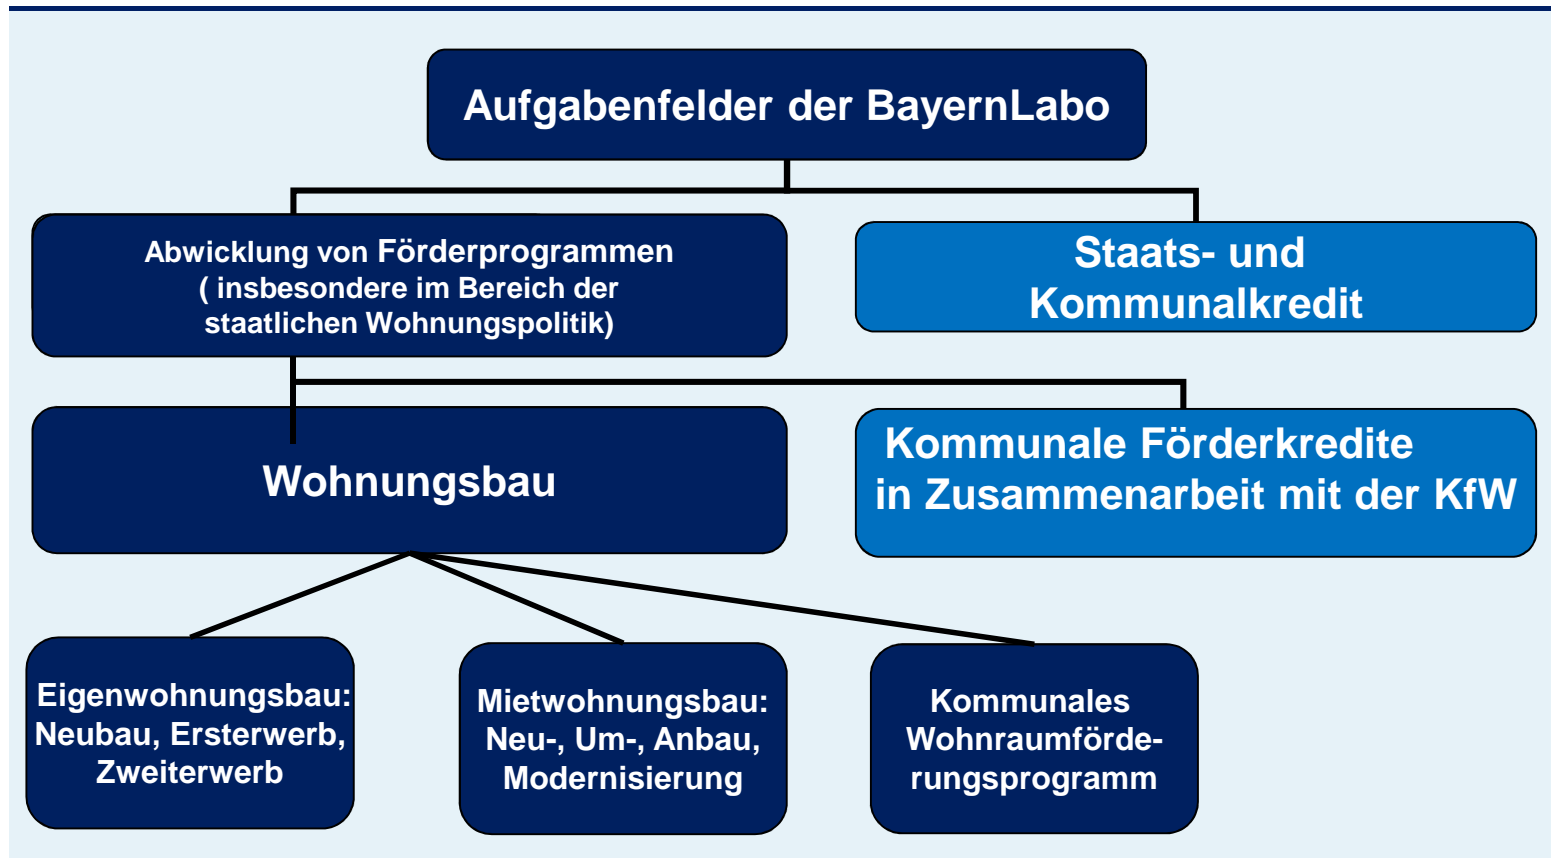 Aufgabenfelder der BayernLabo
Abwicklung von Förderprogrammen
( insbesondere im Bereich der
staatlichen Wohnungspolitik)
Staats- und
Kommunalkredit
Wohnungsbau
Kommunale Förderkredite
in Zusammenarbeit mit der KfW
Eigenwohnungsbau:
Neubau, Ersterwerb,
Zweiterwerb
Mietwohnungsbau:
Neu-, Um-, Anbau,
Modernisierung
Kommunales
Wohnraumförde-
rungsprogramm